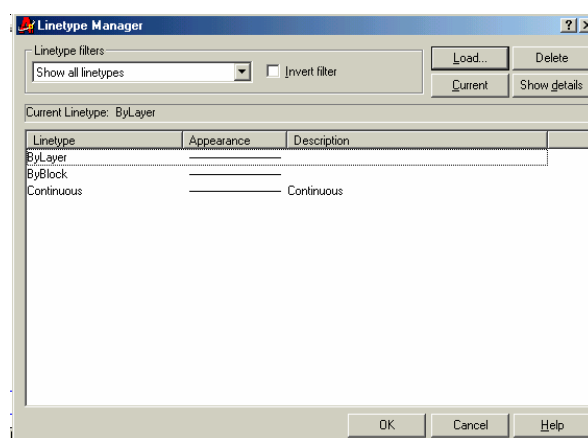 Linetype Manager
Linetype filters
Show all linetypes
Invert filter
Load...
Delete
Current
Show details
Current Linetype: ByLayer
Linetype Appearance Description
ByLayer
ByBlock
Continuous Continuous
OK Cancel Help